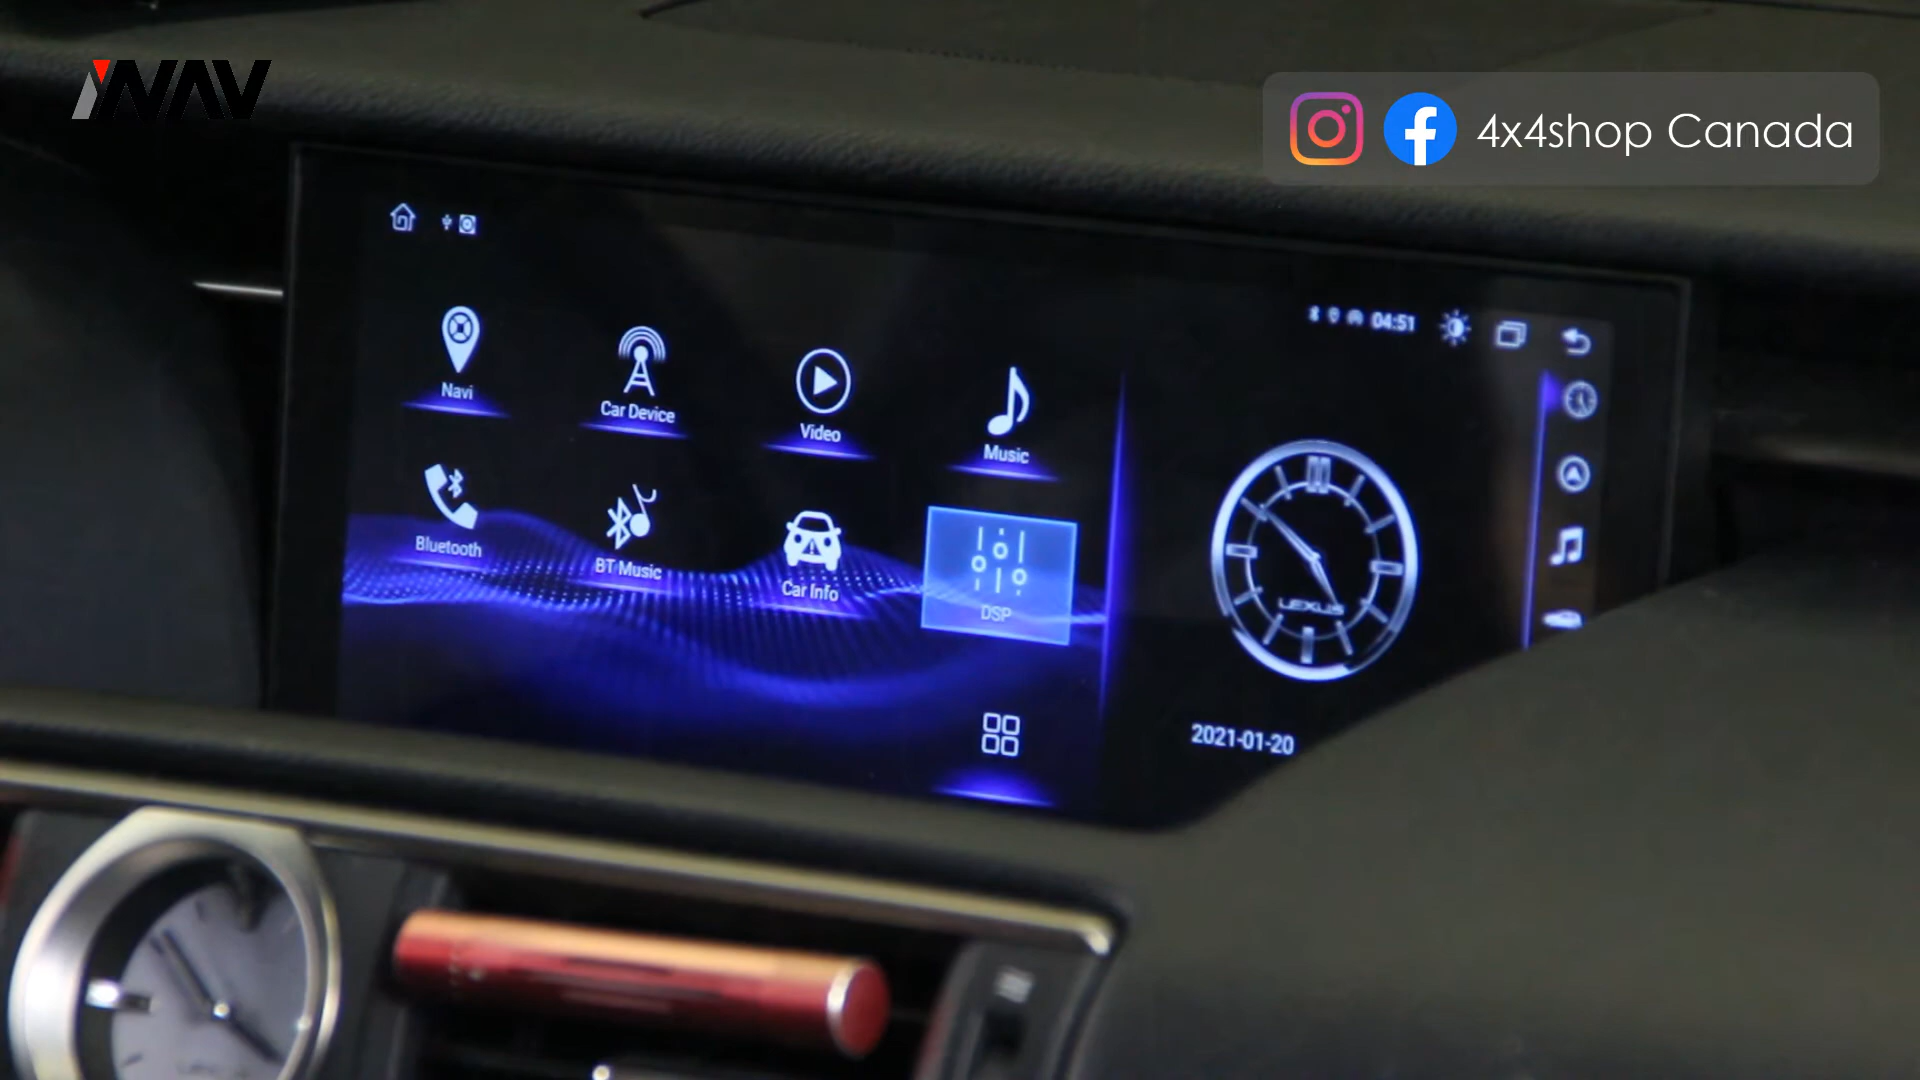 iNAV
4x4shop Canada
04:51
Navi
Car Device
Video
Music
Bluetooth
BT Music
Car Info
DSP
LEXUS
2021-01-20